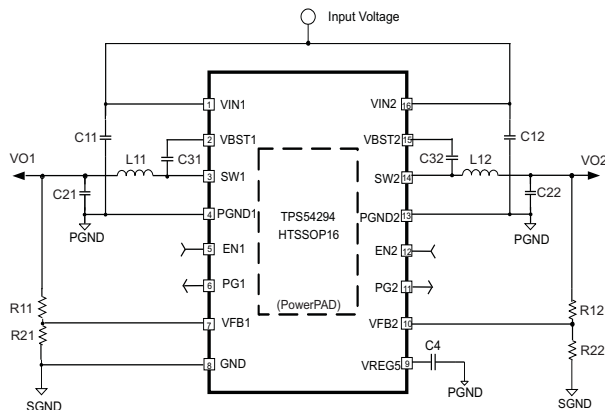 Input Voltage
1 VIN1
VIN2 16
C11
2 VBST1
VBST2 15
C12
VO1
L11
C31
C32
L12
VO2
C21
3 SW1
SW2 14
C22
PGND
4 PGND1
PGND2 13
PGND
TPS54294
HTSSOP16
(PowerPAD)
5 EN1
EN2 12
6 PG1
PG2 11
R11
R12
7 VFB1
VFB2 10
R21
R22
8 GND
VREG5 9
C4
SGND
PGND
SGND